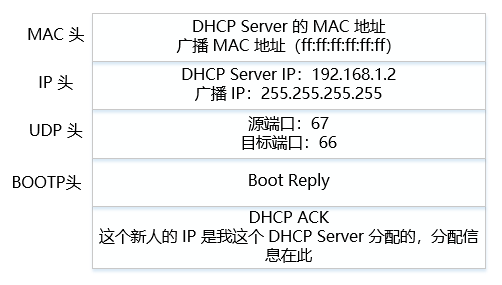 MAC 头
DHCP Server 的 MAC 地址
广播 MAC 地址（ff:ff:ff:ff:ff:ff）
IP 头
DHCP Server IP：192.168.1.2
广播 IP：255.255.255.255
UDP 头
源端口：67
目标端口：66
BOOTP头
Boot Reply
DHCP ACK
这个新人的 IP 是我这个 DHCP Server 分配的，分配信
息在此